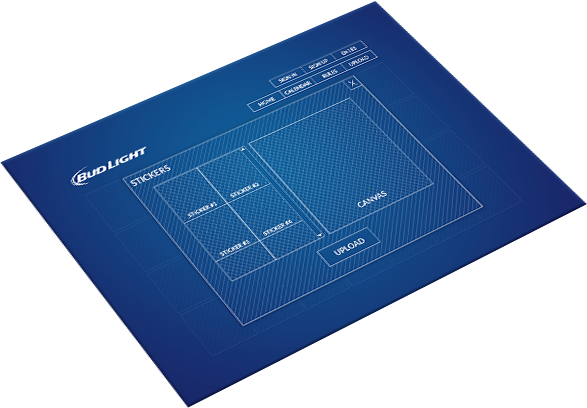 SIGN IN SIGN UP EN | ES
HOME CALENDAR RULES UPLOAD
BUD LIGHT
STICKERS
X
STICKER #1 STICKER #2
STICKER #3 STICKER #4
CANVAS
UPLOAD